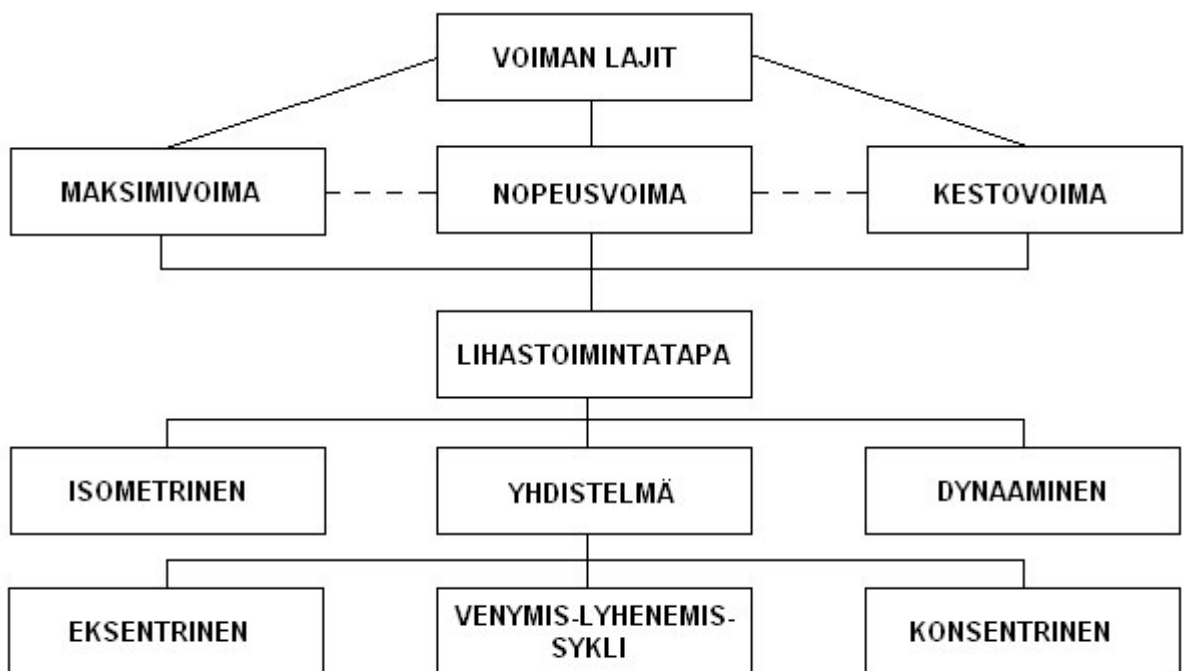 VOIMAN LAJIT
MAKSIMIVOIMA
NOPEUSVOIMA
KESTOVOIMA
LIHASTOIMINTATAPA
ISOMETRINEN
YHDISTELMÄ
DYNAAMINEN
EKSENTRINEN
VENYMIS-LYHENEMIS-
SYKLI
KONSENTRINEN